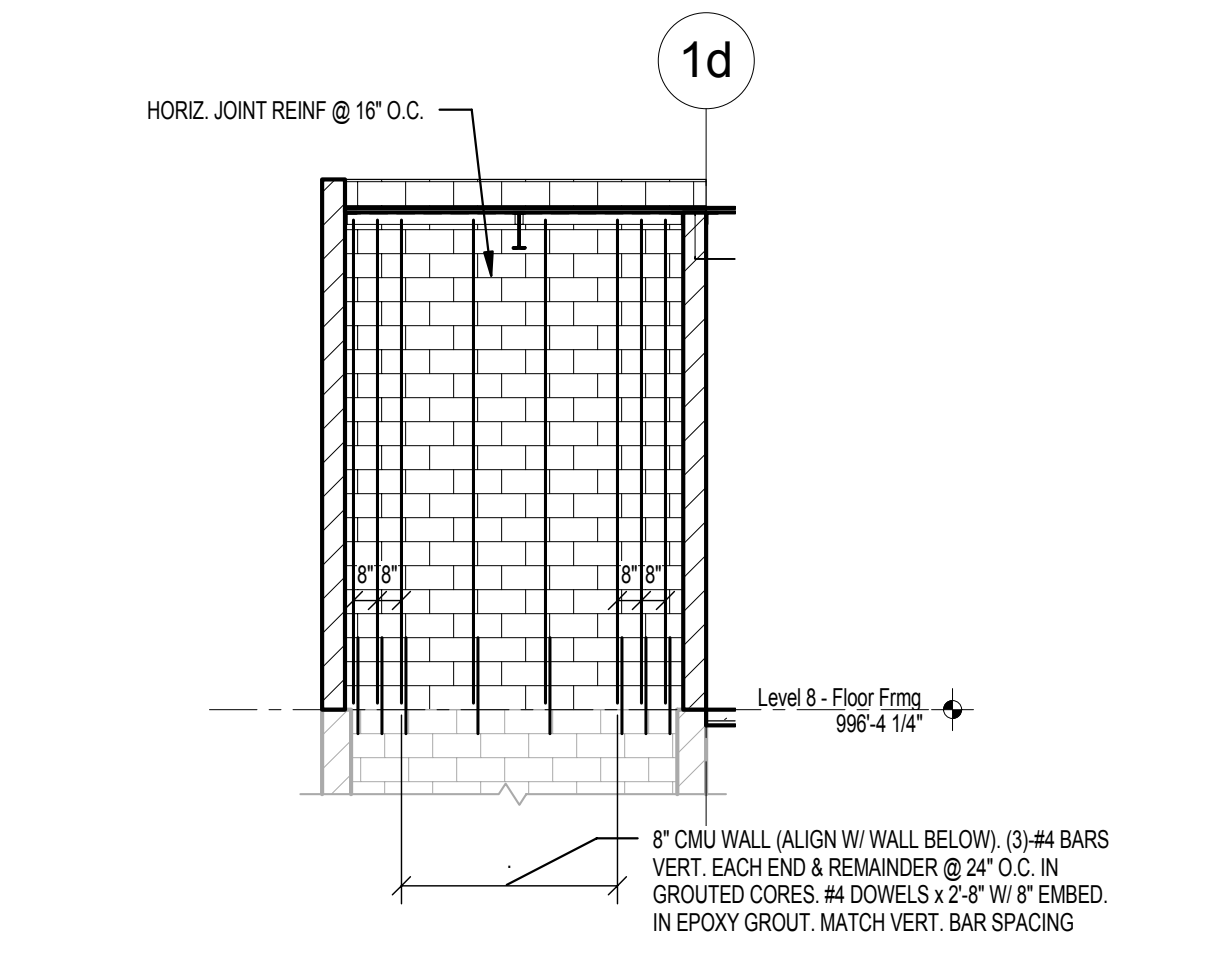 1d
HORIZ. JOINT REINF @ 16" O.C.
8" 8"
8" 8"
Level 8 - Floor Frmg
996'-4 1/4"
8" CMU WALL (ALIGN W/ WALL BELOW). (3)-#4 BARS
VERT. EACH END & REMAINDER @ 24" O.C. IN
GROUTED CORES. #4 DOWELS x 2'-8" W/ 8" EMBED.
IN EPOXY GROUT. MATCH VERT. BAR SPACING